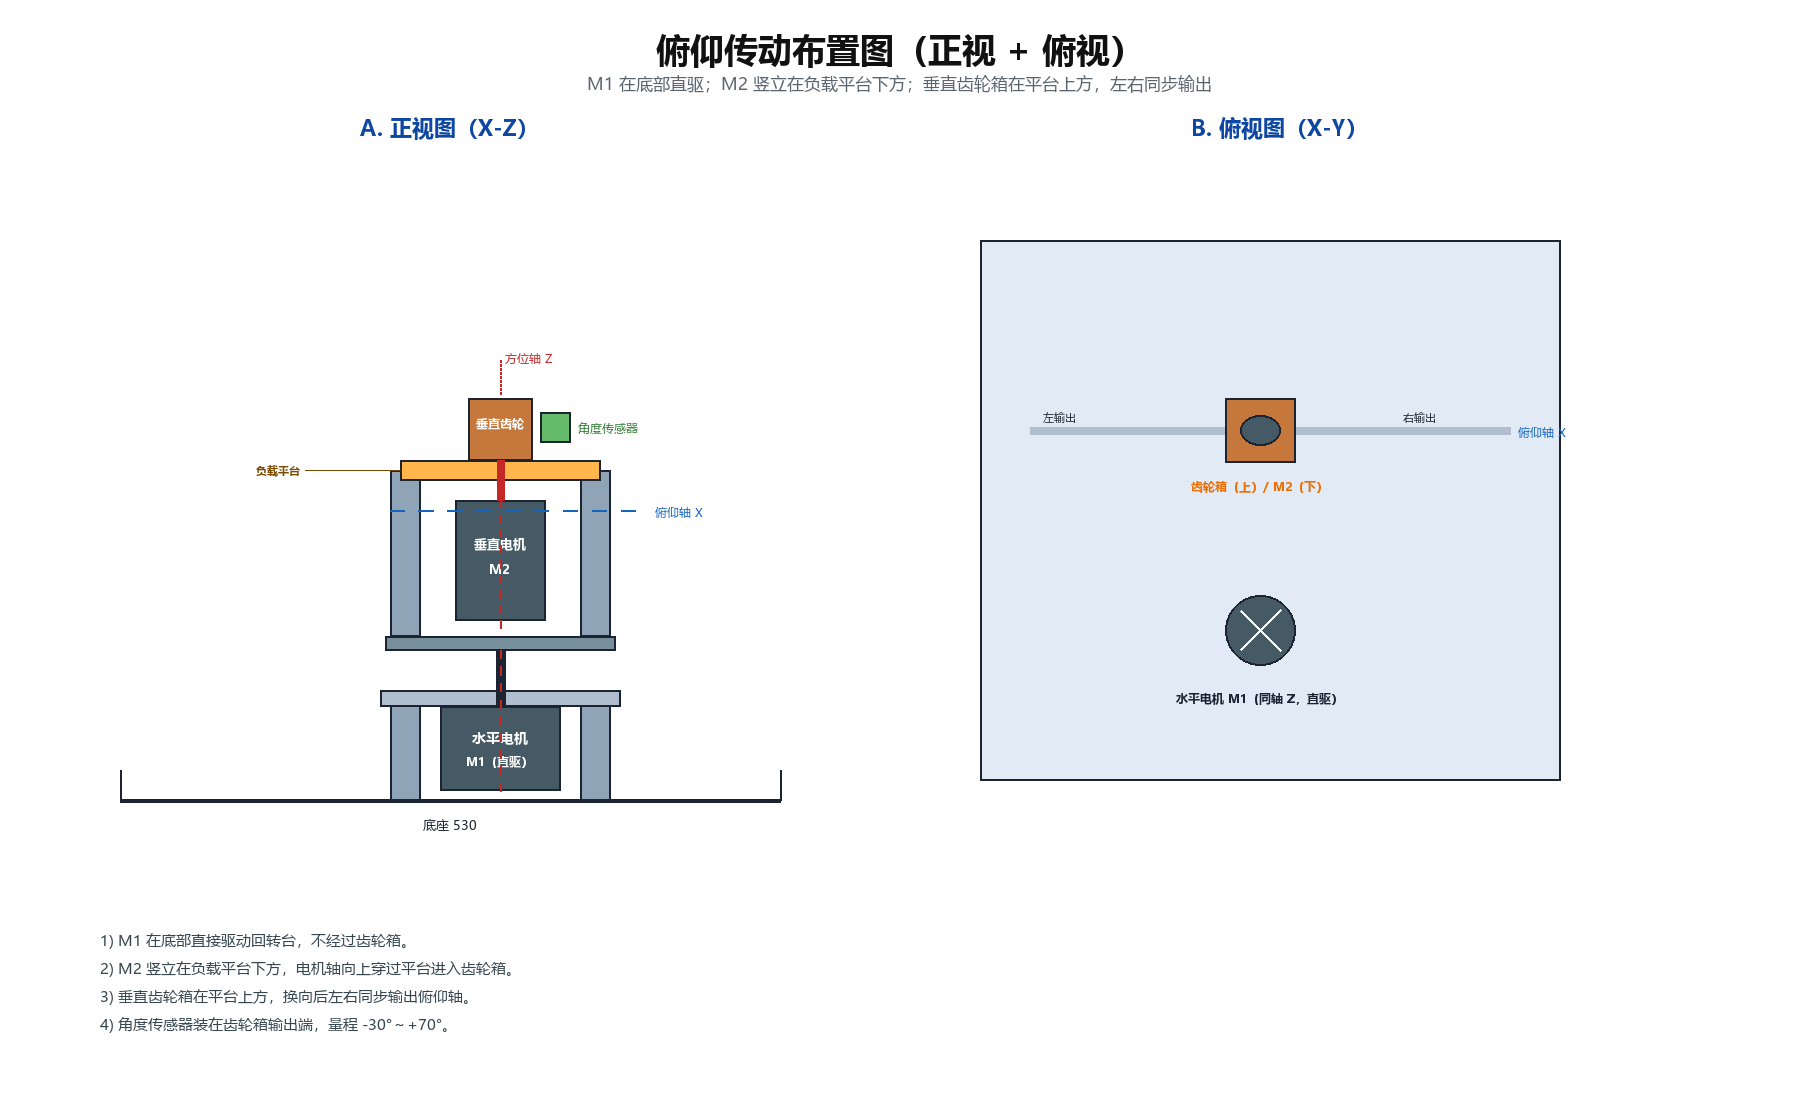 俯仰传动布置图（正视 + 俯视）
M1 在底部直驱；M2 竖立在负载平台下方；垂直齿轮箱在平台上方，左右同步输出
A. 正视图（X-Z）
方位轴 Z
垂直齿轮
角度传感器
负载平台
俯仰轴 X
垂直电机
M2
水平电机
M1（直驱）
底座 530
B. 俯视图（X-Y）
左输出
右输出
俯仰轴 X
齿轮箱（上）/ M2（下）
水平电机 M1（同轴 Z，直驱）
1) M1 在底部直接驱动回转台，不经过齿轮箱。
2) M2 竖立在负载平台下方，电机轴向上穿过平台进入齿轮箱。
3) 垂直齿轮箱在平台上方，换向后左右同步输出俯仰轴。
4) 角度传感器装在齿轮箱输出端，量程 -30° ~ +70°。